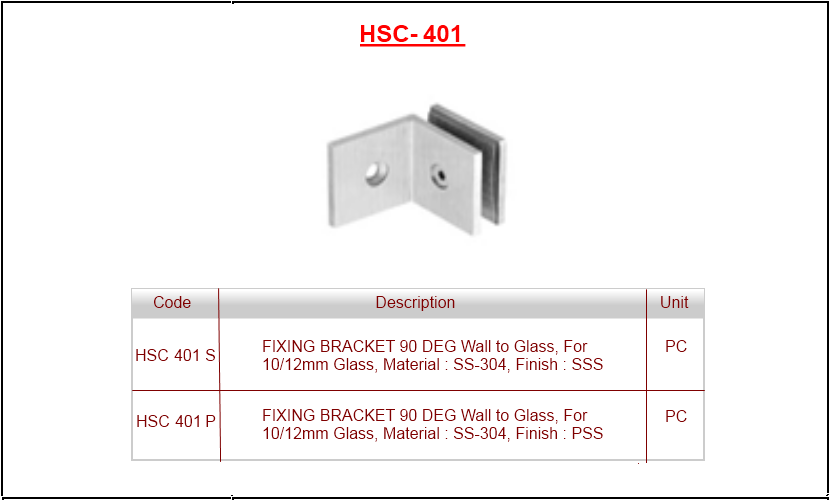 HSC- 401
Code Description Unit
HSC 401 S FIXING BRACKET 90 DEG Wall to Glass, For PC
10/12mm Glass, Material : SS-304, Finish : SSS
HSC 401 P FIXING BRACKET 90 DEG Wall to Glass, For PC
10/12mm Glass, Material : SS-304, Finish : PSS